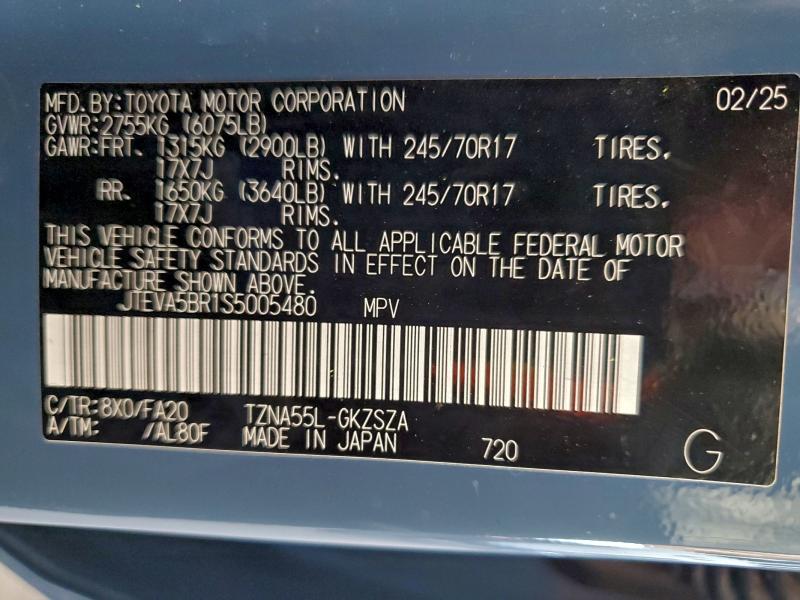 MFD. BY: TOYOTA MOTOR CORPORATION 02/25
GVWR: 2755KG (6075LB)
GAWR: FRT. 1315KG (2900LB) WITH 245/70R17 TIRES.
17X7J RIMS.
RR. 1650KG (3640LB) WITH 245/70R17 TIRES.
17X7J RIMS.
THIS VEHICLE CONFORMS TO ALL APPLICABLE FEDERAL MOTOR
VEHICLE SAFETY STANDARDS IN EFFECT ON THE DATE OF
MANUFACTURE SHOWN ABOVE.
JTEVA5BR1S5005480 MPV
C/TR: 8X0/FA20 TZNA55L-GKZSZA
A/TM: /AL80F MADE IN JAPAN 720 G